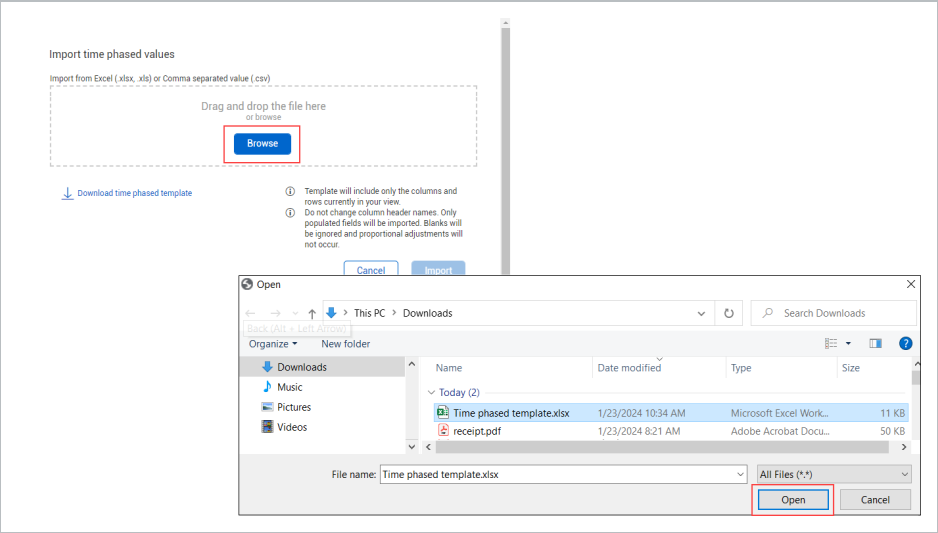 Import time phased values
Import from Excel (.xlsx, .xls) or Comma separated value (.csv)
Drag and drop the file here
or browse
Browse
Download time phased template
Template will include only the columns and
rows currently in your view.
Do not change column header names. Only
populated fields will be imported. Blanks will
be ignored and proportional adjustments will
not occur.
Cancel
Import
Open
This PC > Downloads
Search Downloads
Back (Alt + Left Arrow)
Organize
New folder
Downloads
Music
Pictures
Videos
Name Date modified Type Size
Today (2)
Time phased template.xlsx 1/23/2024 10:34 AM Microsoft Excel Work... 11 KB
receipt.pdf 1/23/2024 8:21 AM Adobe Acrobat Docu... 50 KB
File name: Time phased template.xlsx All Files (*.*)
Open Cancel